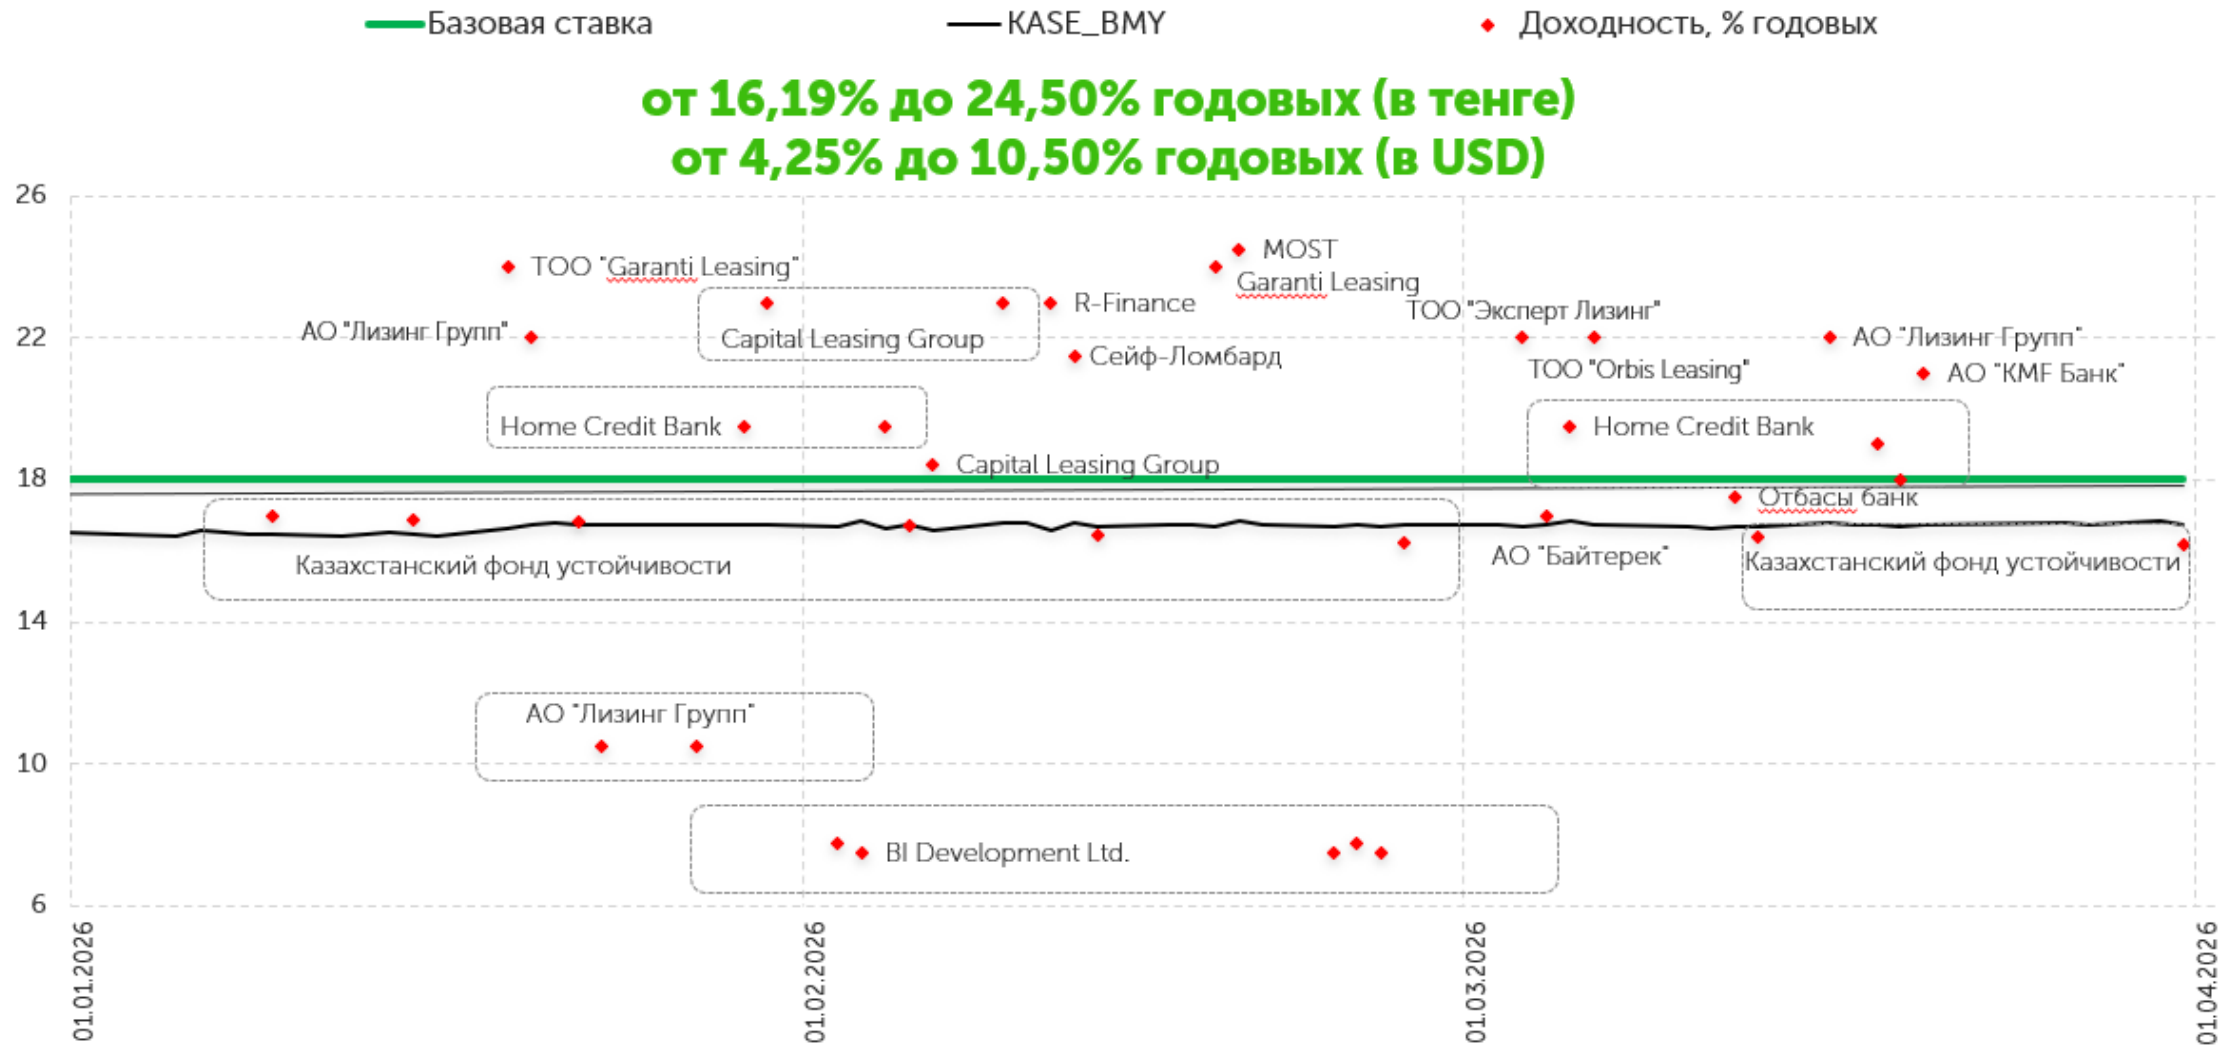 Базовая ставка
KASE_BMY
Доходность, % годовых
от 16,19% до 24,50% годовых (в тенге)
от 4,25% до 10,50% годовых (в USD)
26
22
18
14
10
6
ТОО "Garanti Leasing"
MOST
Garanti Leasing
R-Finance
ТОО "Эксперт Лизинг"
АО "Лизинг Групп"
Capital Leasing Group
Сейф-Ломбард
АО "Лизинг Групп"
ТОО "Orbis Leasing"
АО "KMF Банк"
Home Credit Bank
Home Credit Bank
Capital Leasing Group
Отбасы банк
Казахстанский фонд устойчивости
АО "Байтерек"
Казахстанский фонд устойчивости
АО "Лизинг Групп"
BI Development Ltd.
01.01.2026
01.02.2026
01.03.2026
01.04.2026